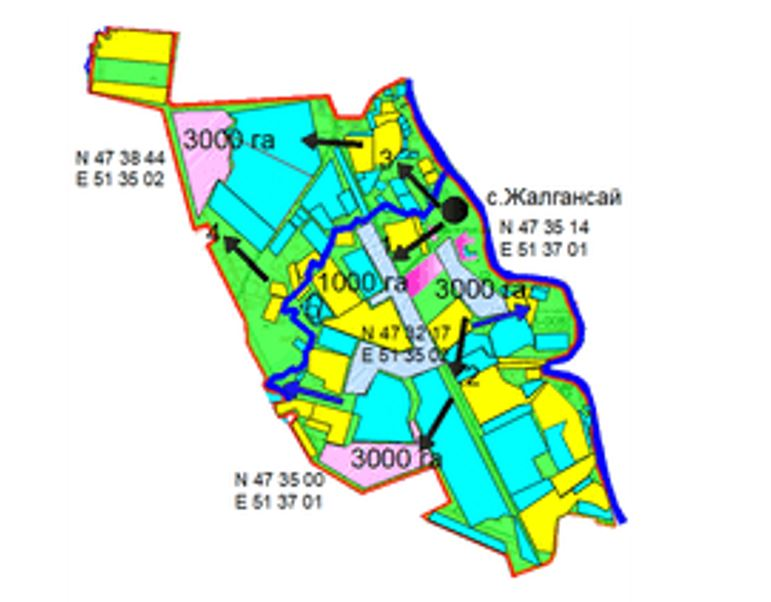 3000 га
N 47 38 44
E 51 35 02
3
с.Жалгансай
N 47 35 14
E 51 37 01
4
1
1000 га
3000 га
N 47 32 17
E 51 35 02
2
3000 га
N 47 35 00
E 51 37 01